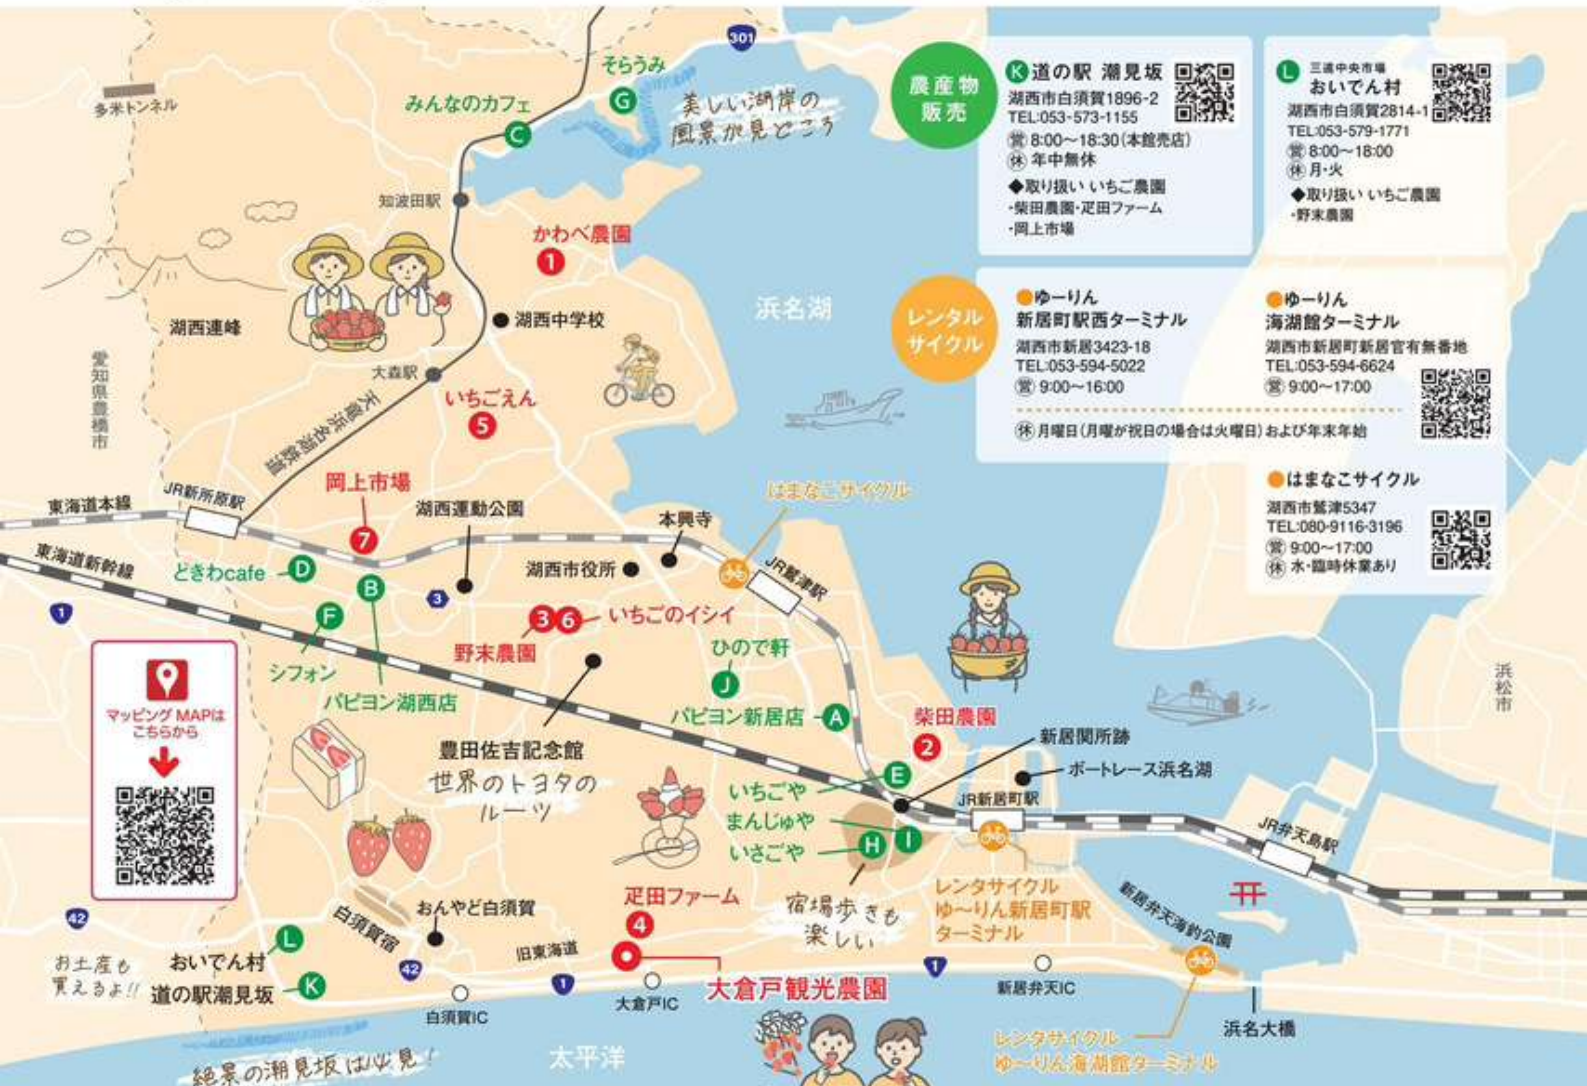 301
多米トンネル
そらうみ
G
みんなのカフェ
C
美しい湖岸の
風景が見どころ
知波田駅
かわべ農園
1
湖西連峰
湖西中学校
浜名湖
愛知県豊橋市
大森駅
いちごえん
5
天竜浜名湖鉄道
農産物
販売
K 道の駅 潮見坂
湖西市白須賀1896-2
TEL:053-573-1155
営 8:00～18:30(本館売店)
休 年中無休
◆取り扱い いちご農園
・柴田農園・疋田ファーム
・岡上市場
L 三遠中央市場
おいでん村
湖西市白須賀2814-1
TEL:053-579-1771
営 8:00～18:00
休 月・火
◆取り扱い いちご農園
・野末農園
レンタル
サイクル
●ゆーりん
新居町駅西ターミナル
湖西市新居3423-18
TEL:053-594-5022
営 9:00～16:00
●ゆーりん
海湖館ターミナル
湖西市新居町新居官有無番地
TEL:053-594-6624
営 9:00～17:00
休 月曜日(月曜が祝日の場合は火曜日)および年末年始
●はまなこサイクル
湖西市鷲津5347
TEL:080-9116-3196
営 9:00～17:00
休 水・臨時休業あり
東海道本線
JR新所原駅
岡上市場
7
湖西運動公園
本興寺
はまなこサイクル
東海道新幹線
ときわcafe
D
B
湖西市役所
JR鷲津駅
1
F
3
3
6
いちごのイシイ
野末農園
シフォン
パピヨン湖西店
ひので軒
J
パピヨン新居店
A
柴田農園
2
浜松市
マッピング MAPは
こちらから
豊田佐吉記念館
世界のトヨタの
ルーツ
新居関所跡
ボートレース浜名湖
いちごや
E
まんじゅや
I
いさごや
H
JR新居町駅
JR弁天島駅
宿場歩きも
楽しい
レンタサイクル
ゆ～りん新居町駅
ターミナル
新居弁天海釣公園
42
白須賀宿
おんやど白須賀
疋田ファーム
4
お土産も
買えるよ!!
おいでん村
L
道の駅潮見坂
K
42
旧東海道
1
白須賀IC
大倉戸IC
大倉戸観光農園
1
新居弁天IC
浜名大橋
レンタサイクル
ゆ～りん海湖館ターミナル
絶景の潮見坂は必見!
太平洋